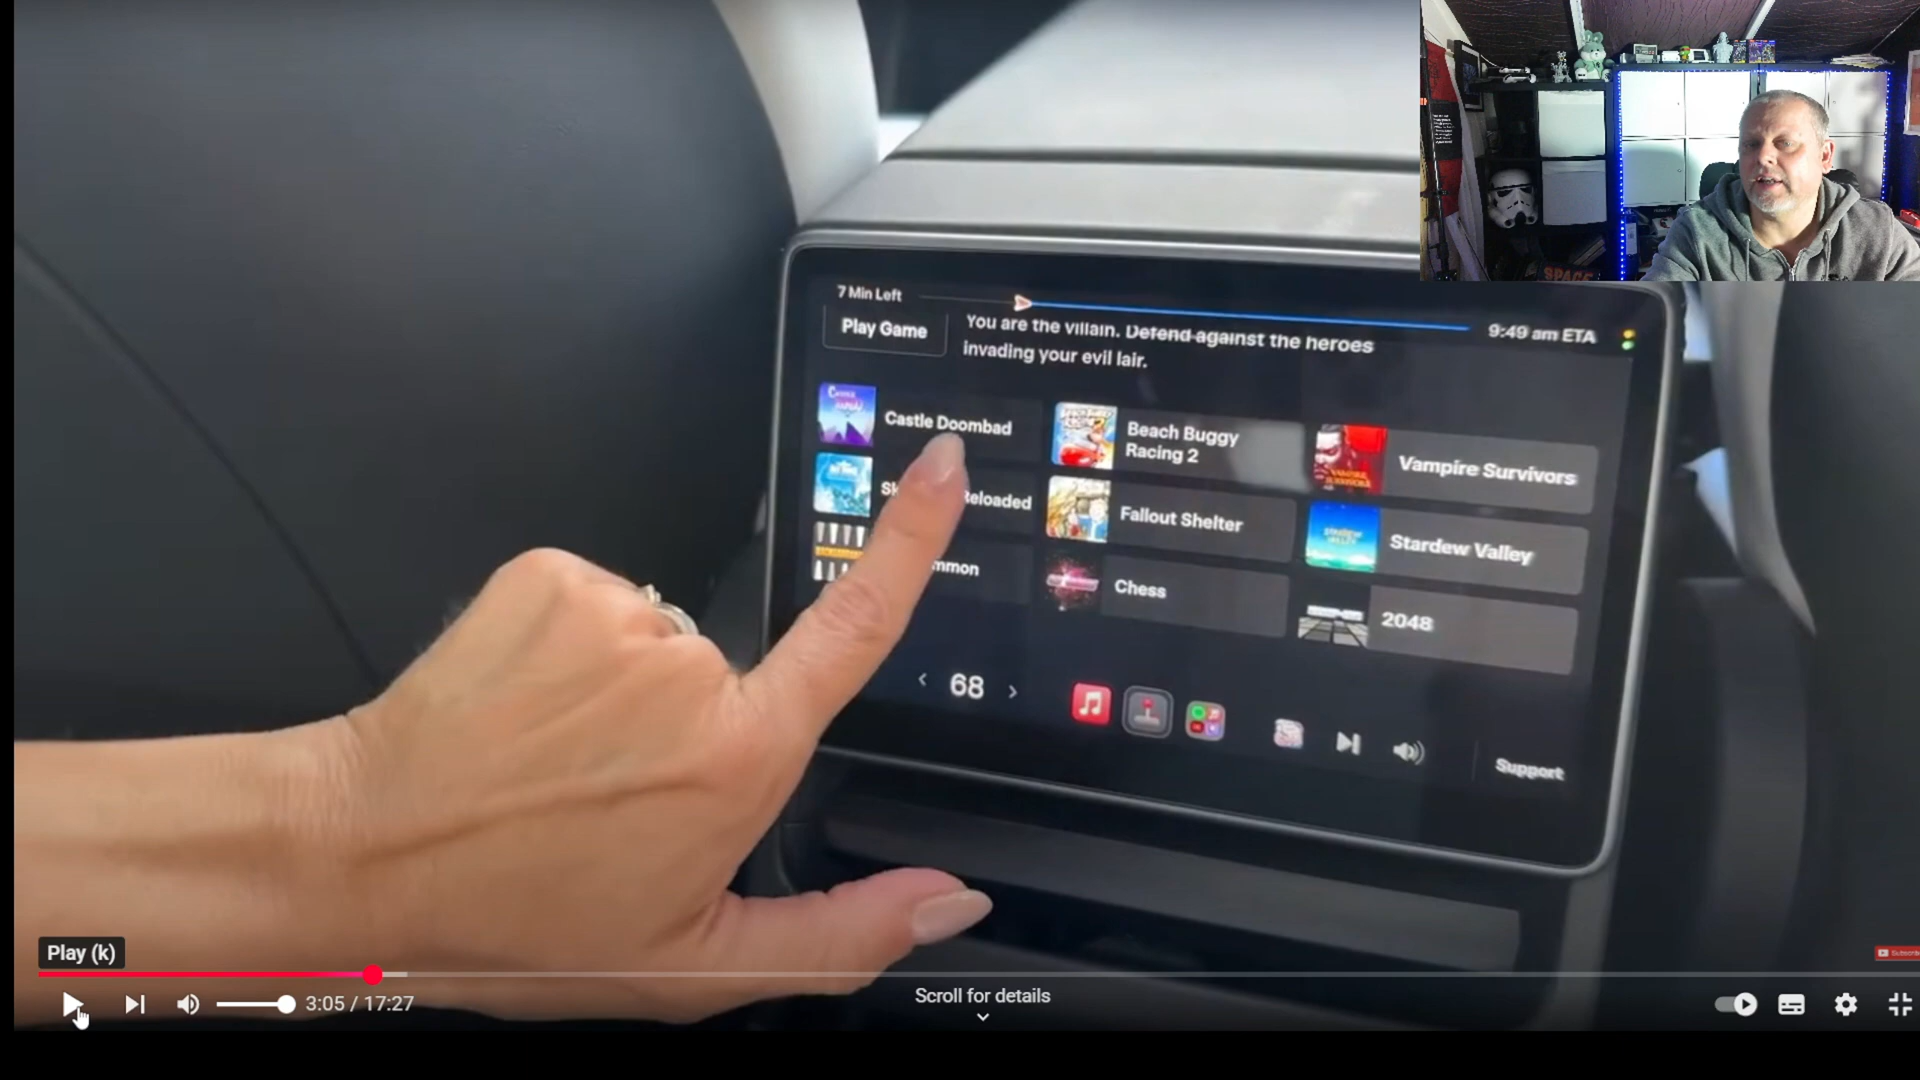 7 Min Left
9:49 am ETA
Play Game
You are the villain. Defend against the heroes
invading your evil lair.
Castle Doombad
Beach Buggy
Racing 2
Vampire Survivors
Reloaded
Fallout Shelter
Stardew Valley
Chess
2048
68
Support
SPACE
Play (k)
3:05 / 17:27
Scroll for details